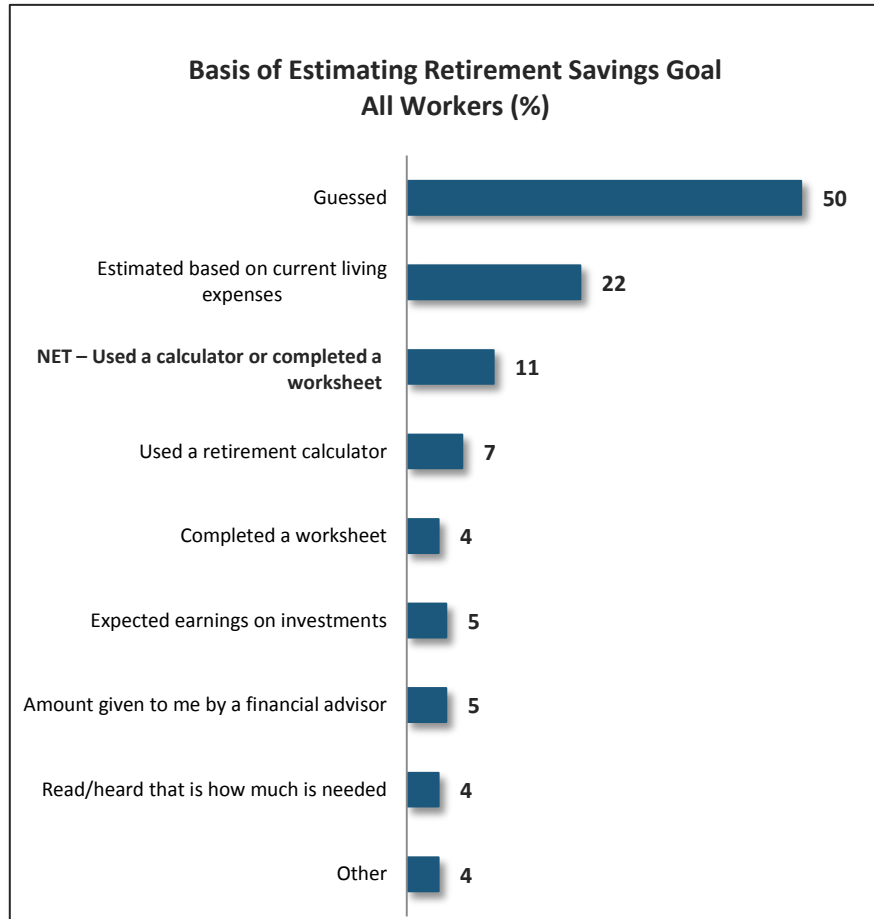 Basis of Estimating Retirement Savings Goal
All Workers (%)
Guessed
50
Estimated based on current living
expenses
22
NET – Used a calculator or completed a
worksheet
11
Used a retirement calculator
7
Completed a worksheet
4
Expected earnings on investments
5
Amount given to me by a financial advisor
5
Read/heard that is how much is needed
4
Other
4